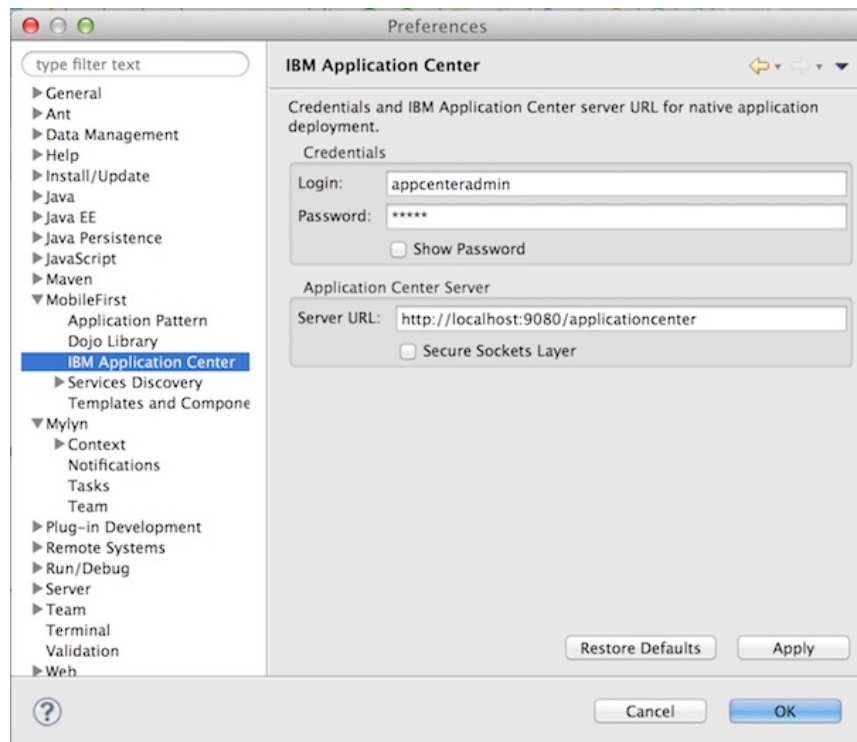 Preferences
type filter text
General
Ant
Data Management
Help
Install/Update
Java
Java EE
Java Persistence
JavaScript
Maven
MobileFirst
Application Pattern
Dojo Library
IBM Application Center
Services Discovery
Templates and Compone
Mylyn
Context
Notifications
Tasks
Team
Plug-in Development
Remote Systems
Run/Debug
Server
Team
Terminal
Validation
Web
IBM Application Center
Credentials and IBM Application Center server URL for native application
deployment.
Credentials
Login: appcenteradmin
Password: *****
Show Password
Application Center Server
Server URL: http://localhost:9080/applicationcenter
Secure Sockets Layer
Restore Defaults Apply
? Cancel OK